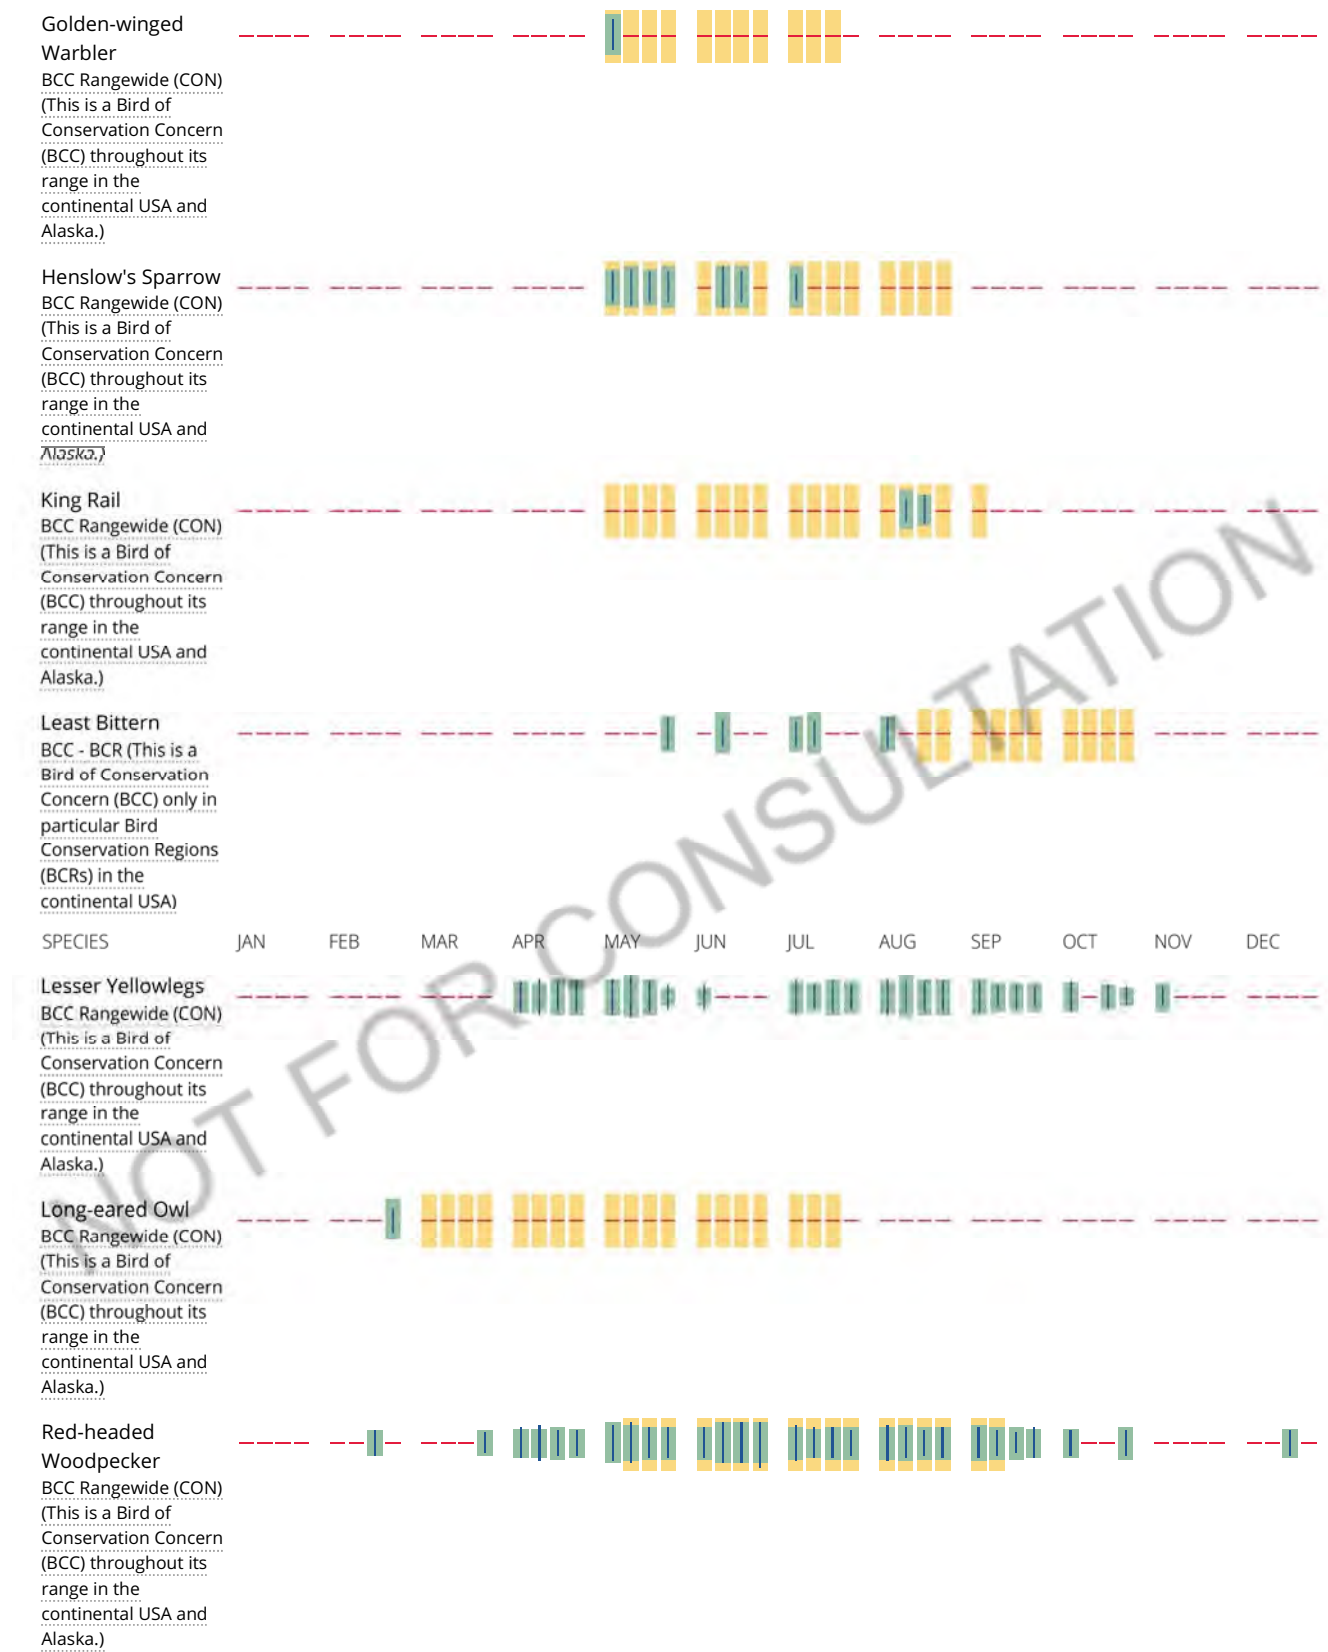 Golden-winged
Warbler
BCC Rangewide (CON)
(This is a Bird of
Conservation Concern
(BCC) throughout its
range in the
continental USA and
Alaska.)
Henslow's Sparrow
BCC Rangewide (CON)
(This is a Bird of
Conservation Concern
(BCC) throughout its
range in the
continental USA and
Alaska.)
King Rail
BCC Rangewide (CON)
(This is a Bird of
Conservation Concern
(BCC) throughout its
range in the
continental USA and
Alaska.)
Least Bittern
BCC - BCR (This is a
Bird of Conservation
Concern (BCC) only in
particular Bird
Conservation Regions
(BCRs) in the
continental USA)
SPECIES JAN FEB MAR APR MAY JUN JUL AUG SEP OCT NOV DEC
Lesser Yellowlegs
BCC Rangewide (CON)
(This is a Bird of
Conservation Concern
(BCC) throughout its
range in the
continental USA and
Alaska.)
Long-eared Owl
BCC Rangewide (CON)
(This is a Bird of
Conservation Concern
(BCC) throughout its
range in the
continental USA and
Alaska.)
Red-headed
Woodpecker
BCC Rangewide (CON)
(This is a Bird of
Conservation Concern
(BCC) throughout its
range in the
continental USA and
Alaska.)
NOT FOR CONSULTATION